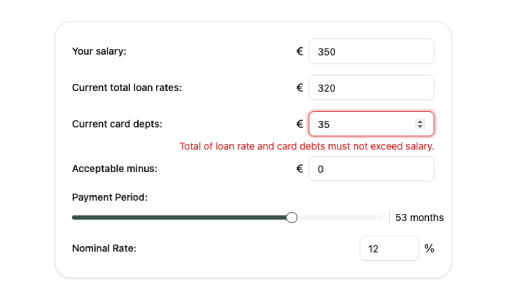 Your salary: € 350
Current total loan rates: € 320
Current card depts: € 35
Total of loan rate and card debts must not exceed salary.
Acceptable minus: € 0
Payment Period:
53 months
Nominal Rate: 12 %